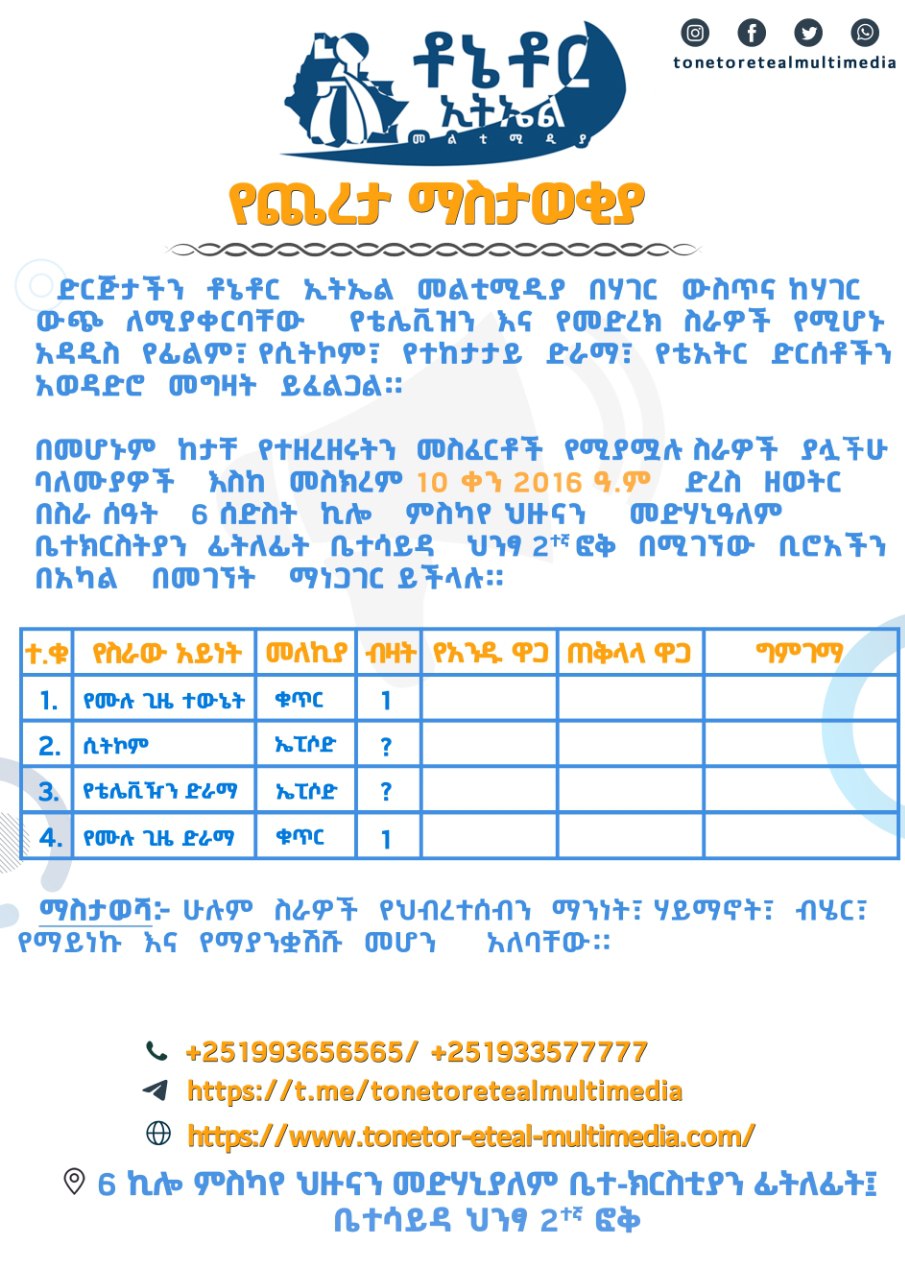 tonetoretealmultimedia
ቶኔቶር
ኢትኤል
መልቲሚዲያ
የጨረታ ማስታወቂያ
ድርጅታችን ቶኔቶር ኢትኤል መልቲሚዲያ በሃገር ውስጥና ከሃገር
ውጭ ለሚያቀርባቸው የቴሌቪዝን እና የመድረክ ስራዎች የሚሆኑ
አዳዲስ የፊልም፣ የሲትኮም፣ የተከታታይ ድራማ፣ የቴአትር ድርሰቶችን
አወዳድሮ መግዛት ይፈልጋል።
በመሆኑም ከታቸ የተዘረዘሩትን መስፈርቶች የሚያሟሉ ስራዎች ያሏችሁ
ባለሙያዎች እስከ መስክረም 10 ቀን 2016 ዓ.ም ድረስ ዘወትር
በስራ ሰዓት 6 ሰድስት ኪሎ ምስካየ ህዙናን መድሃኒዓለም
ቤተክርስትያን ፊትለፊት ቤተሳይዳ ህንፃ 2ተኛ ፎቅ በሚገኘው ቢሮአችን
በአካል በመገኘት ማነጋገር ይችላሉ።
ተ.ቁ የስራው አይነት መለኪያ ብዛት የአንዱ ዋጋ ጠቅላላ ዋጋ ግምገማ
1. የሙሉ ጊዜ ተውኔት ቁጥር 1
2. ሲትኮም ኤፒሶድ ?
3. የቴሌቪዥን ድራማ ኤፒሶድ ?
4. የሙሉ ጊዜ ድራማ ቁጥር 1
ማስታወሻ፦ ሁሉም ስራዎች የህብረተሰብን ማንነት፣ ሃይማኖት፣ ብሄር፣
የማይነኩ እና የማያንቋሽሹ መሆን አለባቸው።
+251993656565/ +251933577777
https://t.me/tonetoretealmultimedia
https://www.tonetor-eteal-multimedia.com/
6 ኪሎ ምስካየ ህዙናን መድሃኒያለም ቤተ-ክርስቲያን ፊትለፊት፤
ቤተሳይዳ ህንፃ 2ተኛ ፎቅ